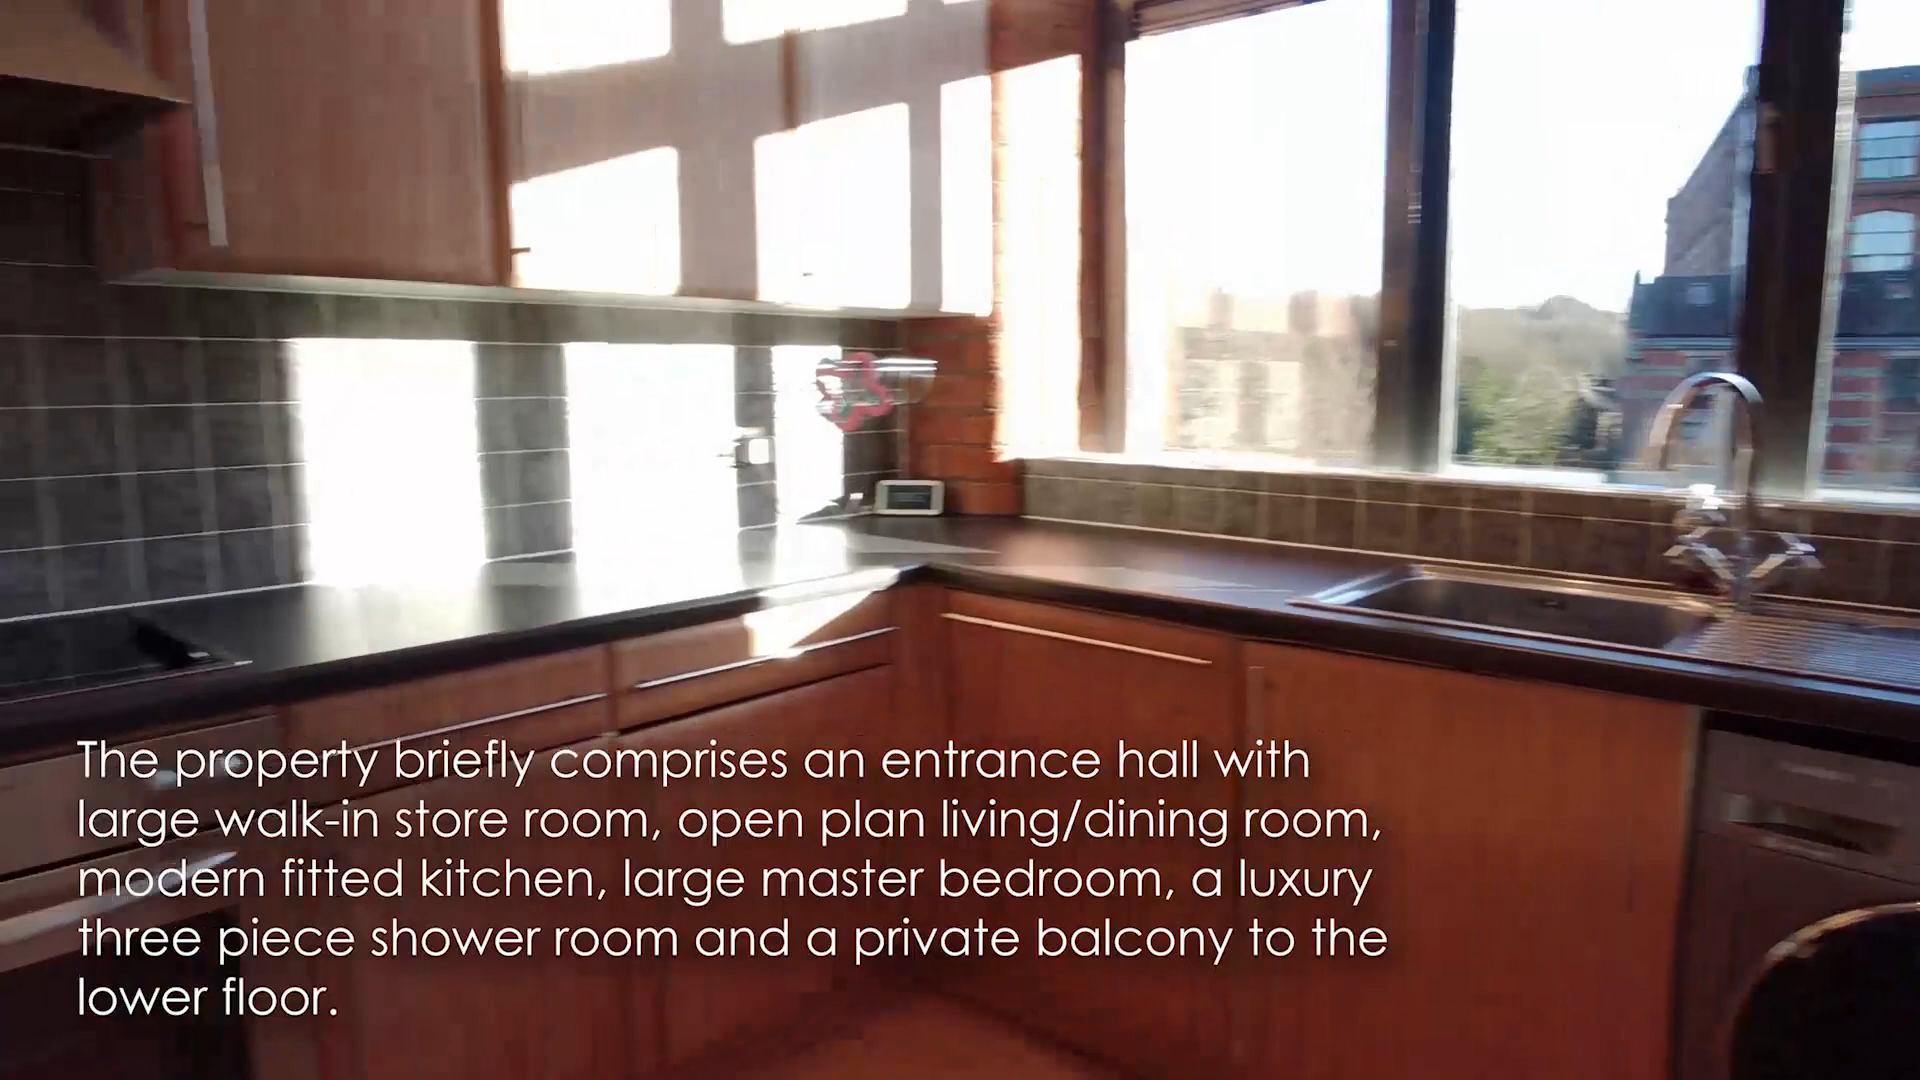 The property briefly comprises an entrance hall with
large walk-in store room, open plan living/dining room,
modern fitted kitchen, large master bedroom, a luxury
three piece shower room and a private balcony to the
lower floor.